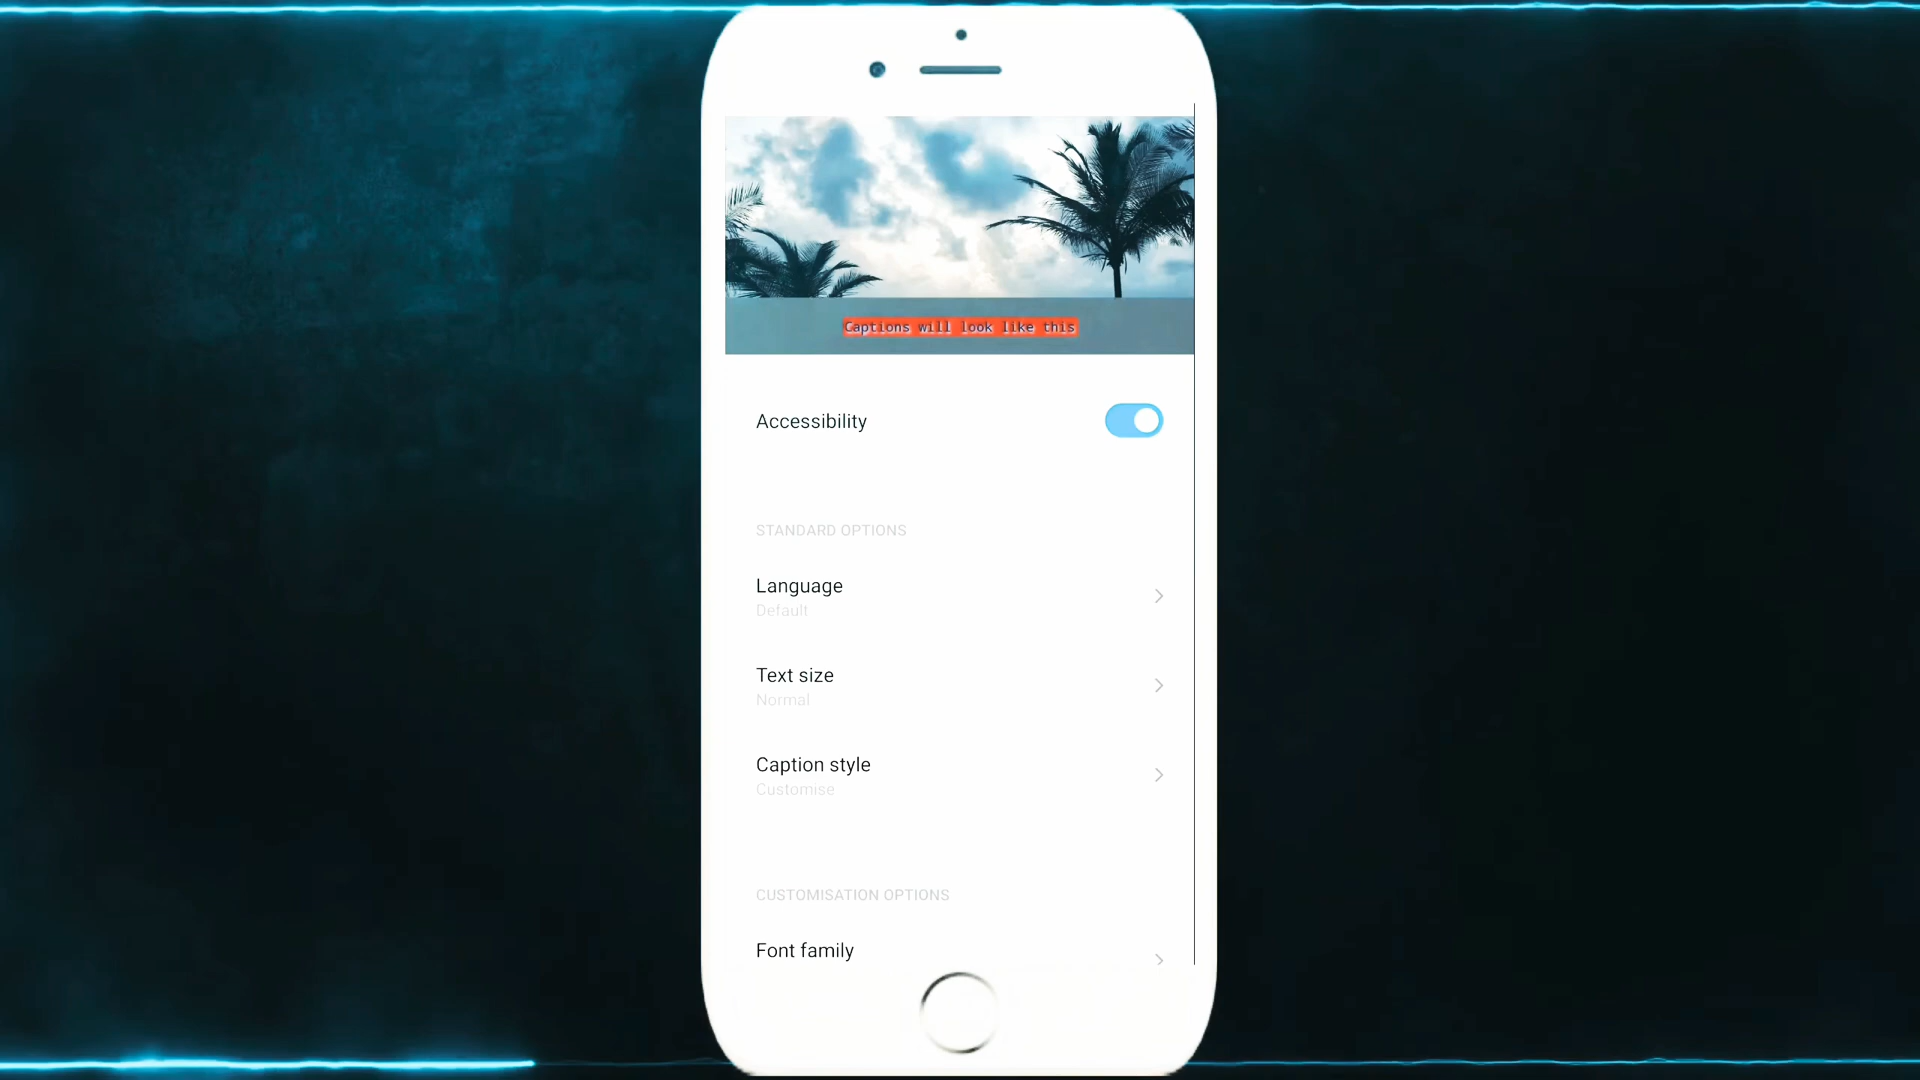 Captions will look like this
Accessibility
STANDARD OPTIONS
Language
Default
Text size
Normal
Caption style
Customise
CUSTOMISATION OPTIONS
Font family